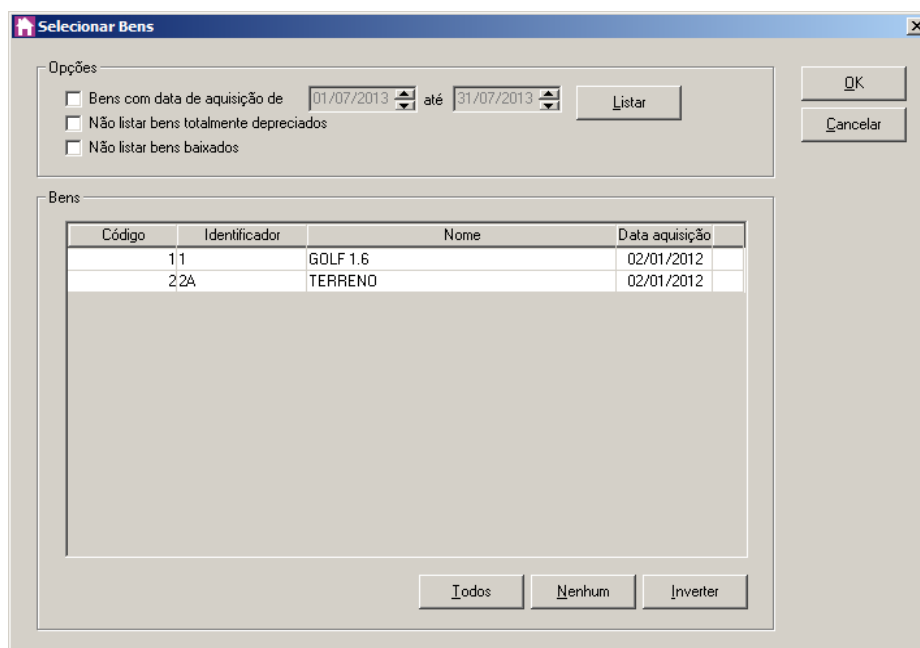 Selecionar Bens
Opções
Bens com data de aquisição de 01/07/2013 até 31/07/2013 Listar
Não listar bens totalmente depreciados
Não listar bens baixados
OK
Cancelar
Bens
Código Identificador Nome Data aquisição
1 1 GOLF 1.6 02/01/2012
2 2A TERRENO 02/01/2012
Todos Nenhum Inverter